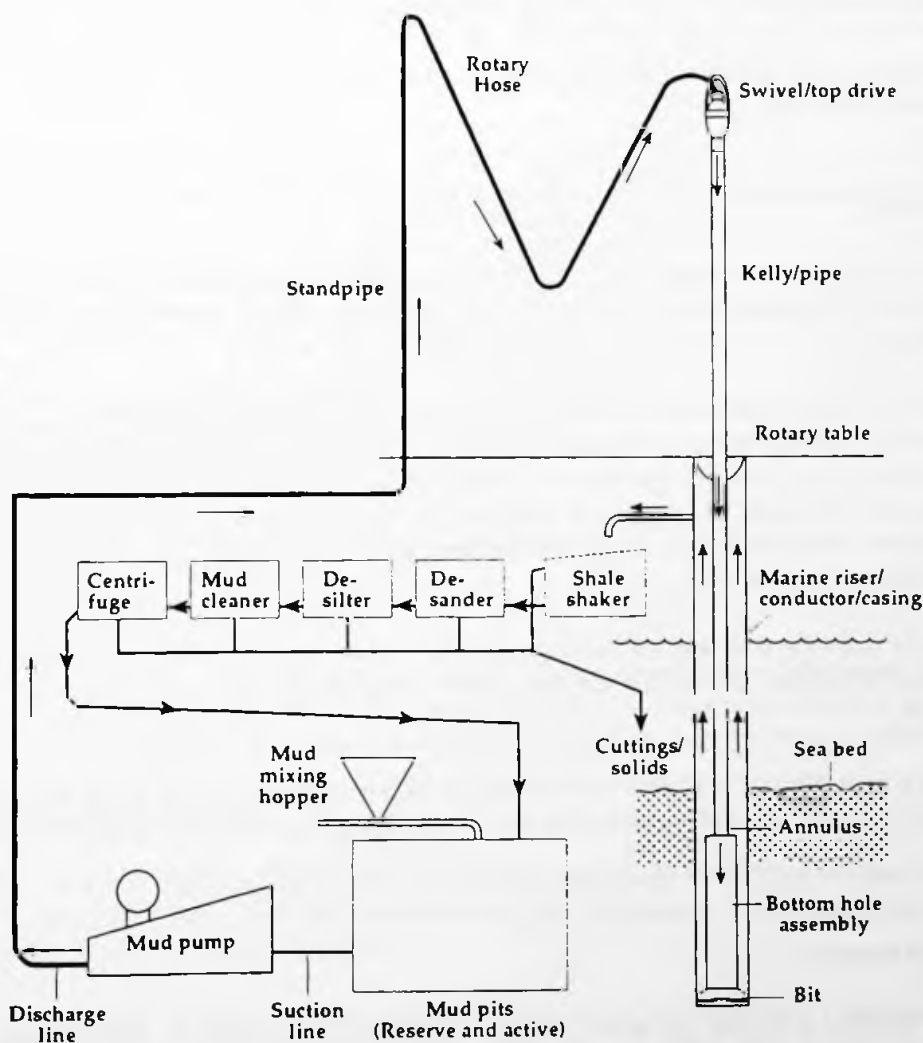 Rotary
Hose
Swivel/top drive
Standpipe
Kelly/pipe
Rotary table
Centri-
fuge
Mud
cleaner
De-
silter
De-
sander
Shale
shaker
Marine riser/
conductor/casing
Cuttings/
solids
Sea bed
Mud
mixing
hopper
Annulus
Bottom hole
assembly
Mud pump
Bit
Discharge
line
Suction
line
Mud pits
(Reserve and active)